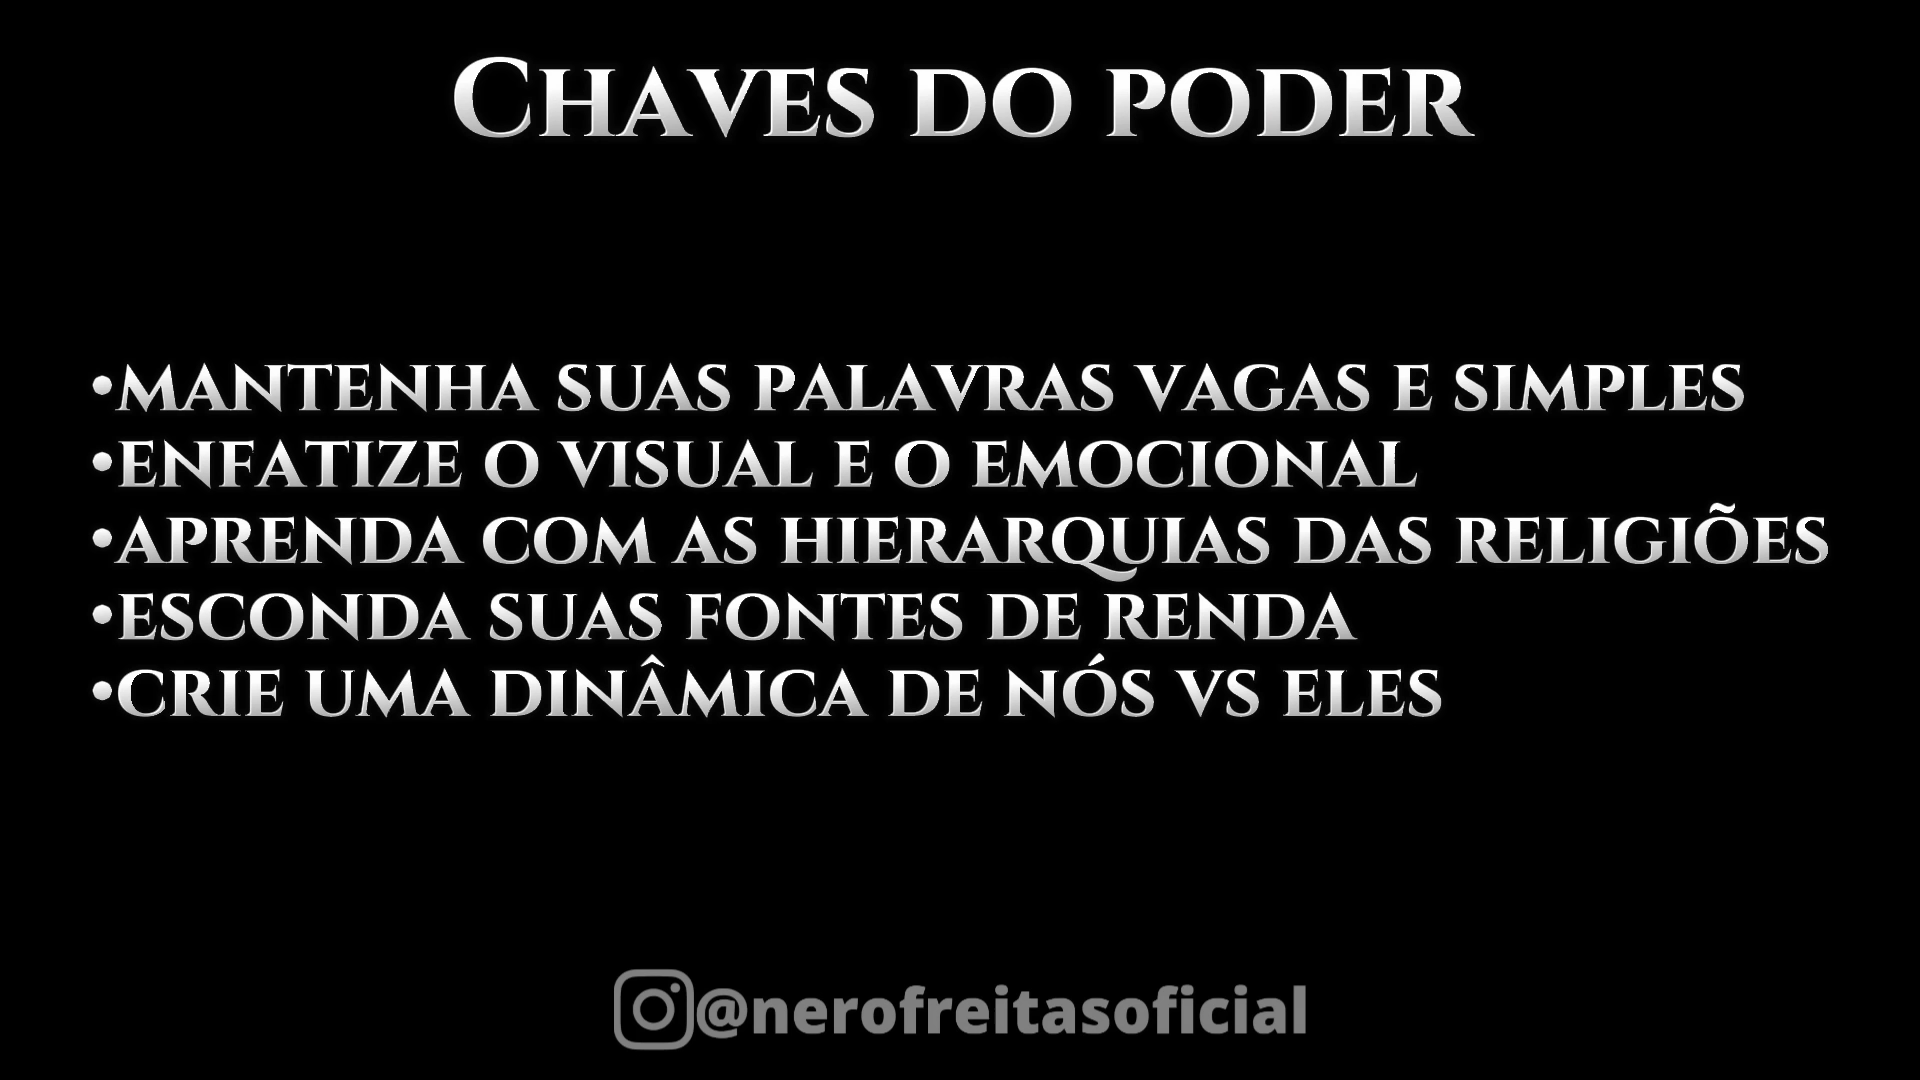 Chaves do poder
•mantenha suas palavras vagas e simples
•enfatize o visual e o emocional
•aprenda com as hierarquias das religiões
•esconda suas fontes de renda
•crie uma dinâmica de nós vs eles
@nerofreitasoficial